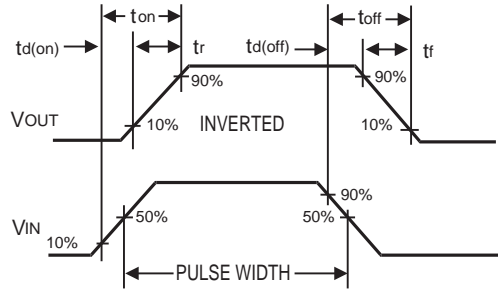 ton toff
td(on) tr td(off) tf
90% 90%
VOUT 10% INVERTED 10%
90%
VIN 50% 50%
10%
PULSE WIDTH